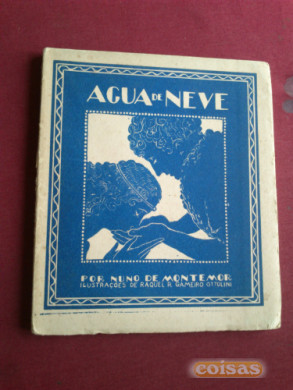 AGUA DE NEVE
POR NUNO DE MONTEMOR
ILUSTRAÇÕES DE RAQUEL R. GAMEIRO OTTOLINI
coisas